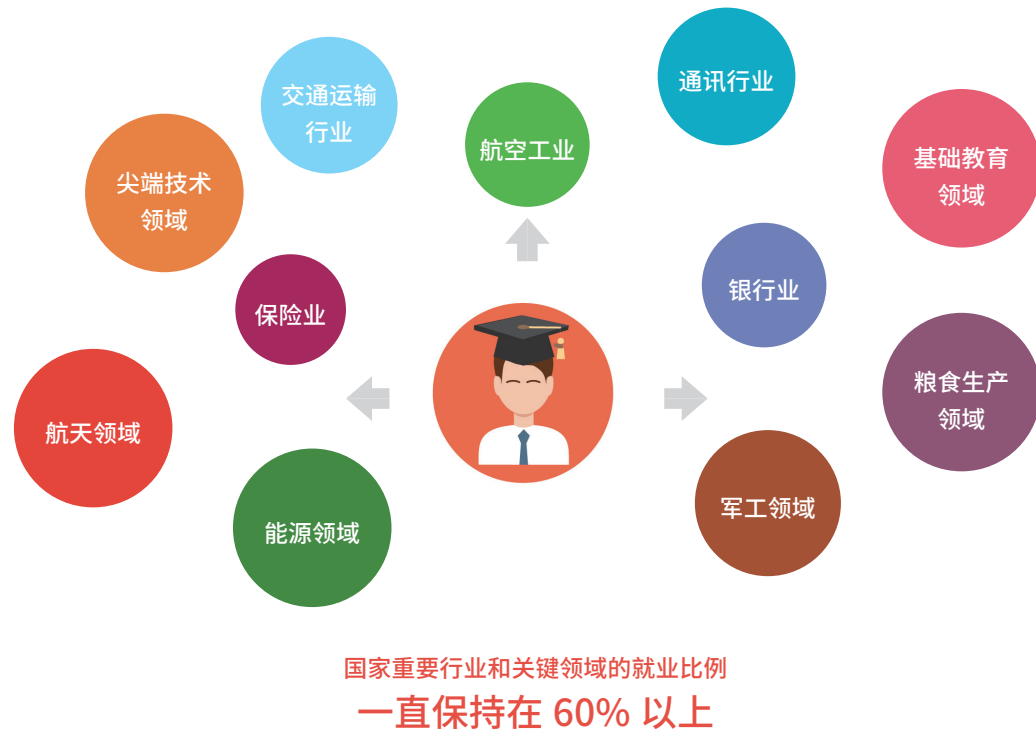 通讯行业
交通运输
行业
航空工业
基础教育
领域
尖端技术
领域
银行业
保险业
粮食生产
领域
航天领域
军工领域
能源领域
国家重要行业和关键领域的就业比例
一直保持在 60% 以上